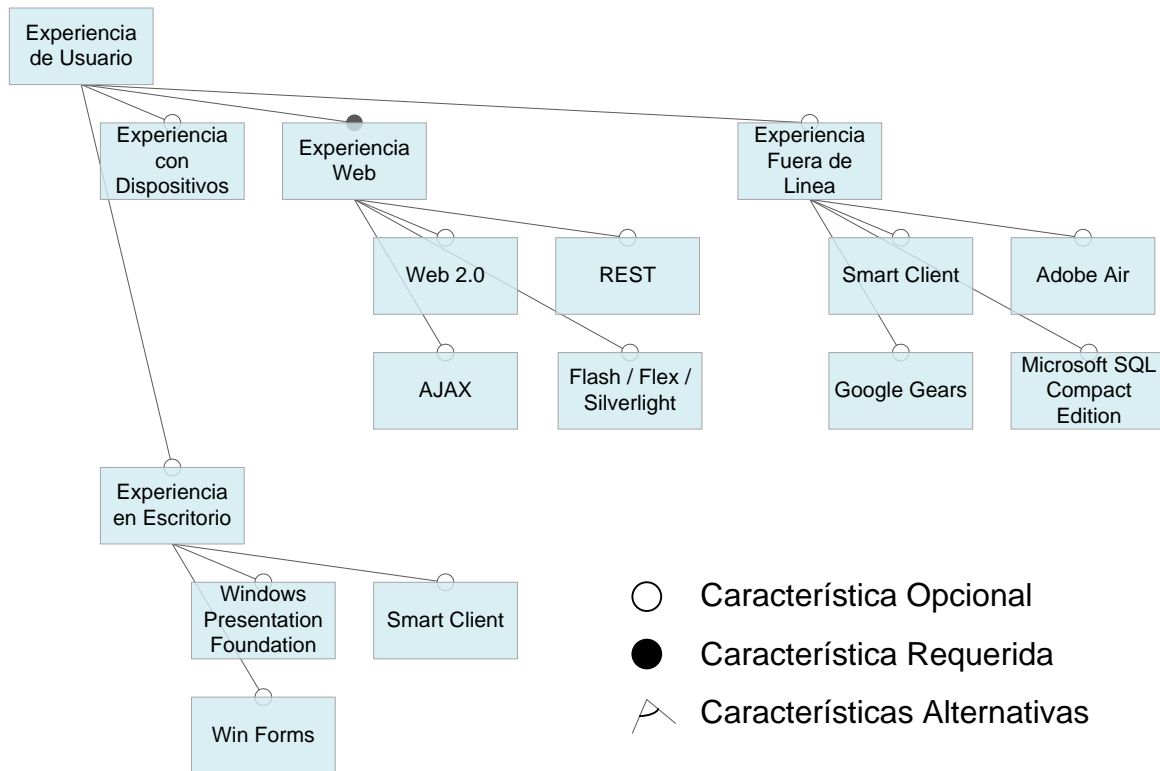 Experiencia
de Usuario
Experiencia
con
Dispositivos
Experiencia
Web
Experiencia
Fuera de
Linea
Web 2.0
REST
Smart Client
Adobe Air
AJAX
Flash / Flex /
Silverlight
Google Gears
Microsoft SQL
Compact
Edition
Experiencia
en Escritorio
Windows
Presentation
Foundation
Smart Client
Win Forms
Característica Opcional
Característica Requerida
Características Alternativas